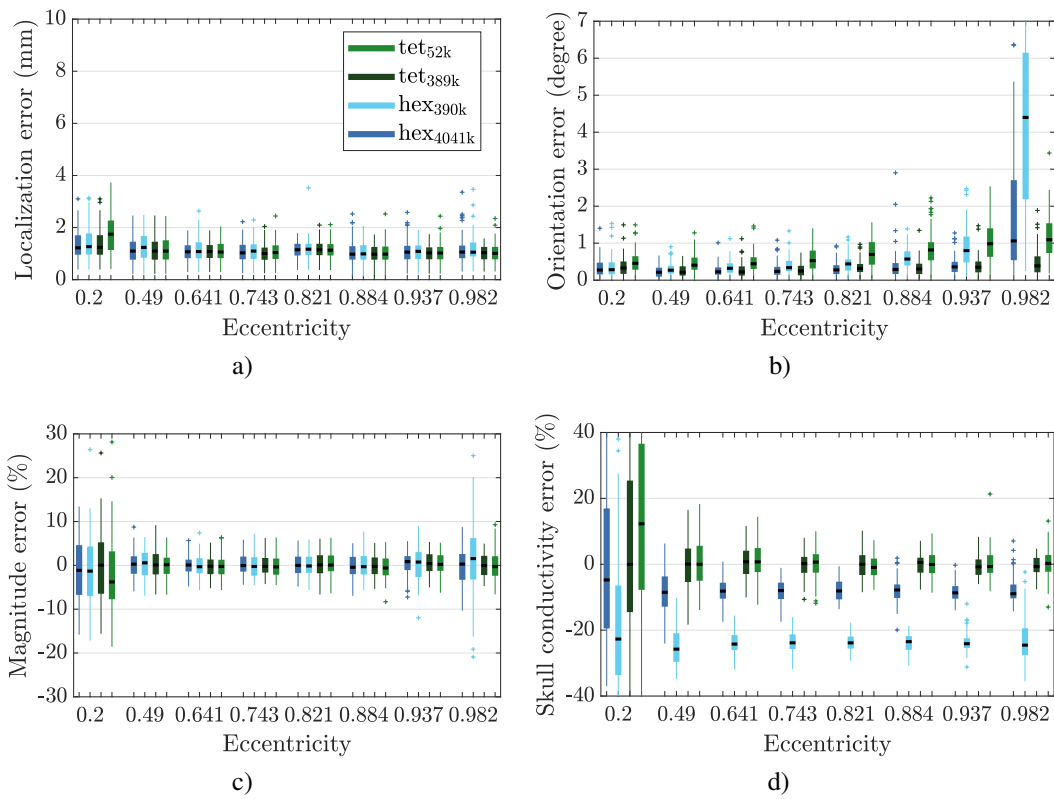 Localization error (mm)
10
8
6
4
2
0
tet52k
tet389k
hex390k
hex4041k
0.2 0.49 0.641 0.743 0.821 0.884 0.937 0.982
Eccentricity
a)
Orientation error (degree)
7
6
5
4
3
2
1
0
0.2 0.49 0.641 0.743 0.821 0.884 0.937 0.982
Eccentricity
b)
Magnitude error (%)
30
20
10
0
-10
-20
-30
0.2 0.49 0.641 0.743 0.821 0.884 0.937 0.982
Eccentricity
c)
Skull conductivity error (%)
40
20
0
-20
-40
0.2 0.49 0.641 0.743 0.821 0.884 0.937 0.982
Eccentricity
d)